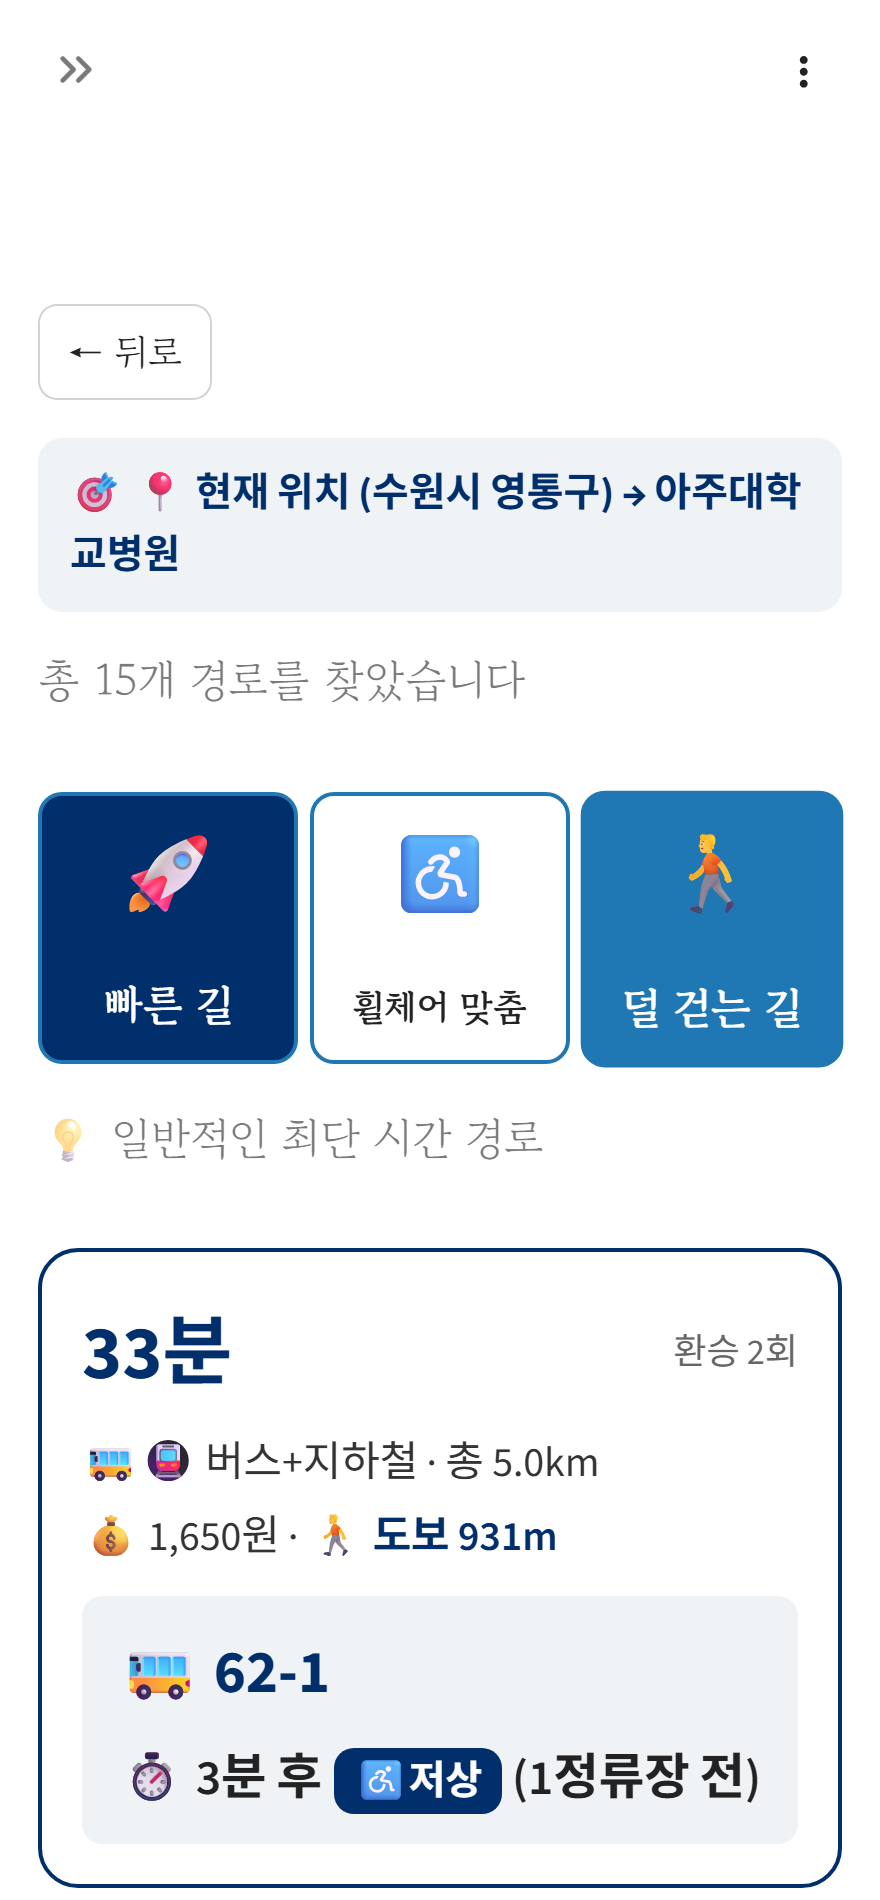 ← 뒤로
현재 위치 (수원시 영통구) → 아주대학
교병원
총 15개 경로를 찾았습니다
빠른 길
휠체어 맞춤
덜 걷는 길
일반적인 최단 시간 경로
33분
환승 2회
버스+지하철 · 총 5.0km
1,650원 · 도보 931m
62-1
3분 후 저상 (1정류장 전)